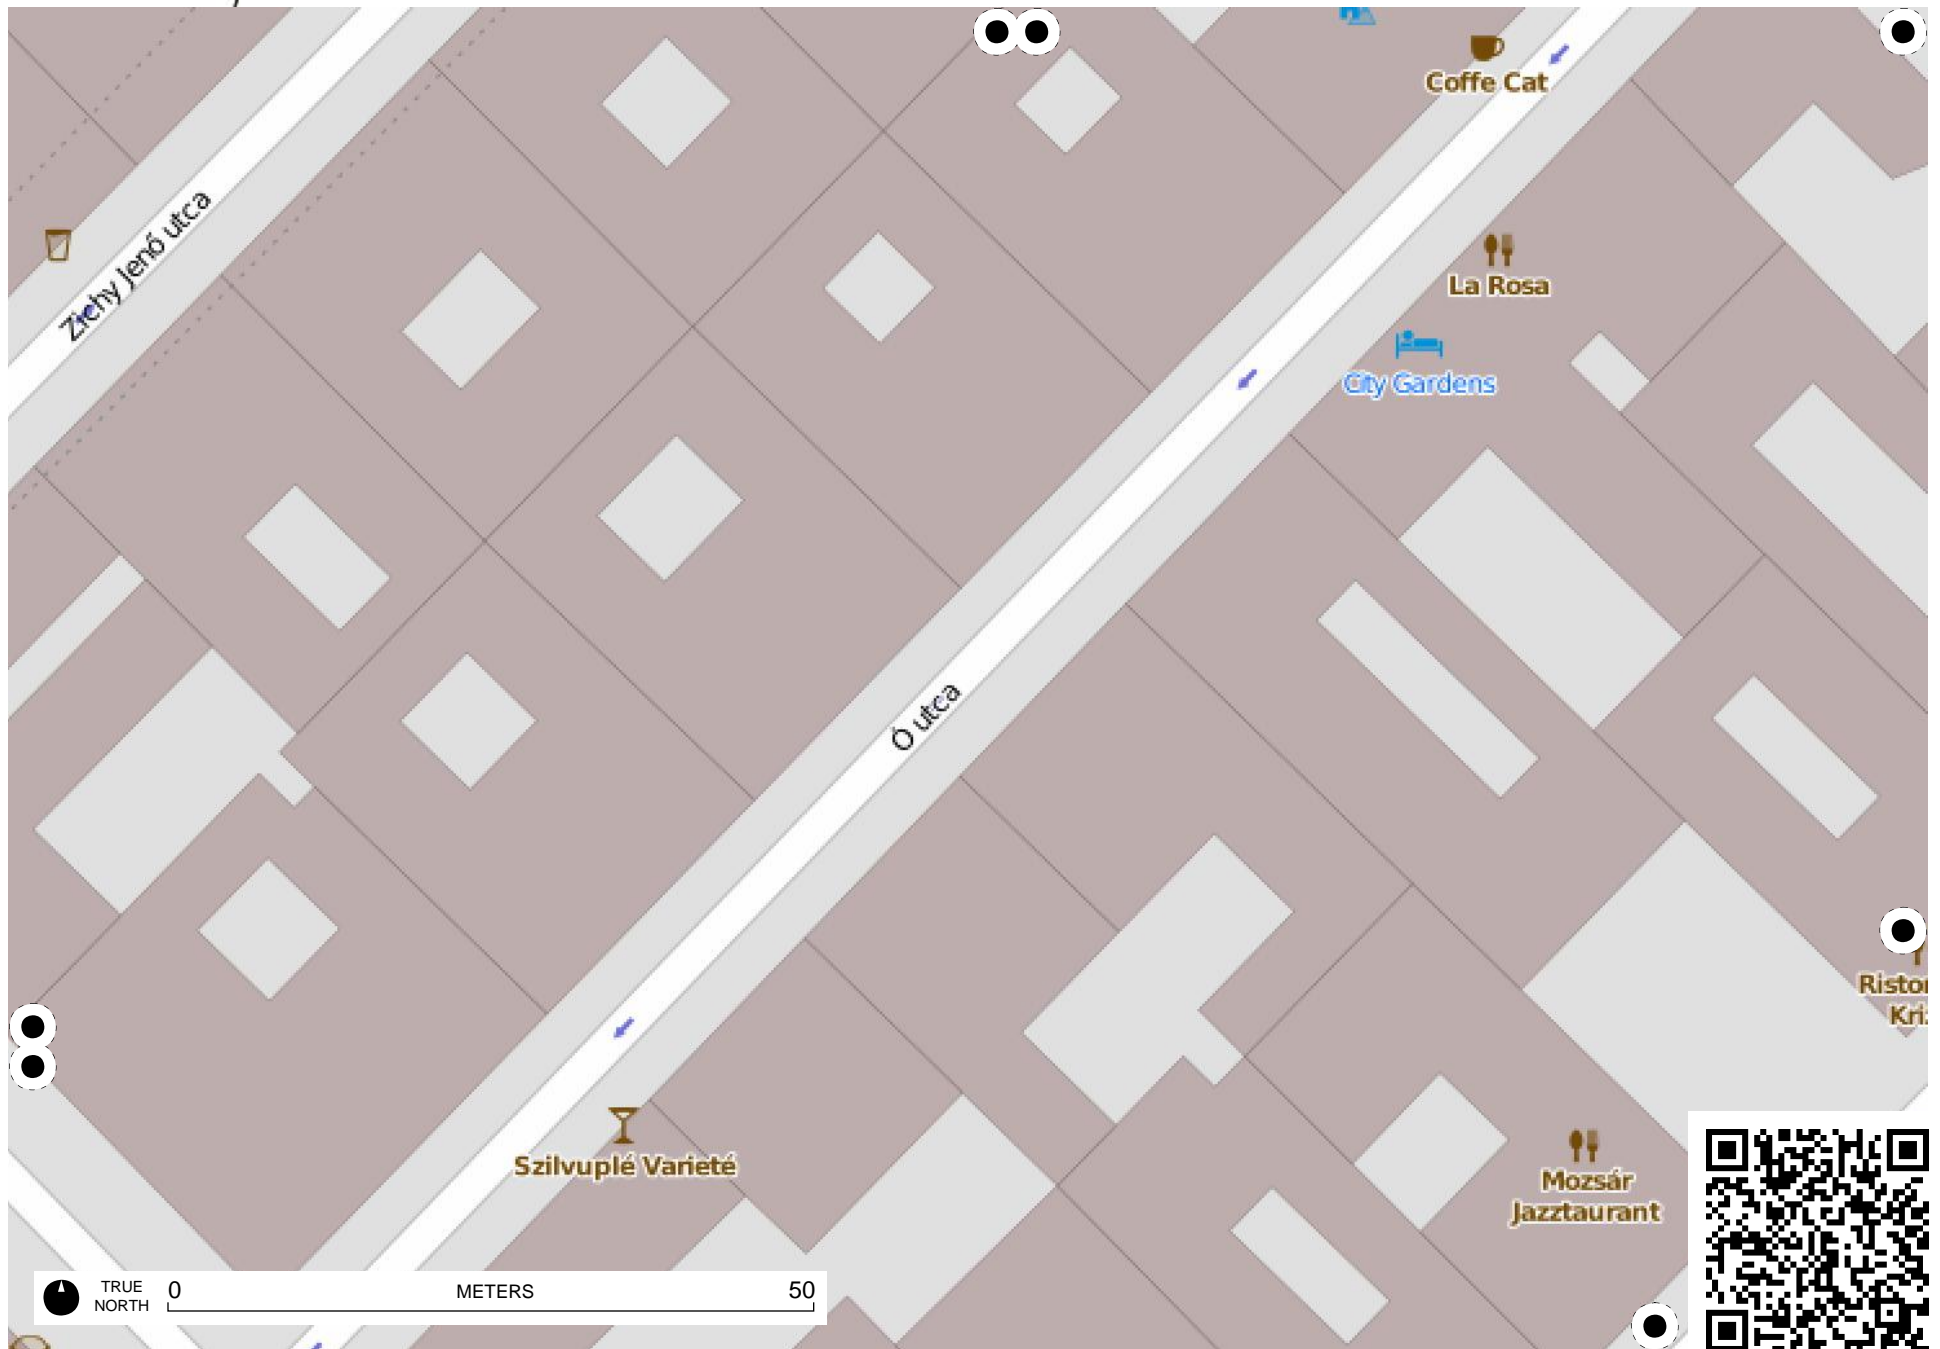 Coffe Cat
Zichy Jenő utca
La Rosa
City Gardens
Ó utca
Szilvuplé Varieté
Mozsár
Jazztaurant
TRUE
NORTH
0 METERS 50